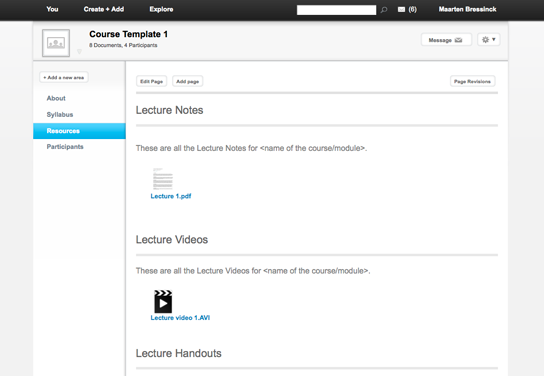 You Create + Add Explore (6) Maarten Bressinck
Course Template 1
8 Documents, 4 Participants
Message
+ Add a new area
Edit Page Add page Page Revisions
About
Syllabus
Resources
Participants
Lecture Notes
These are all the Lecture Notes for <name of the course/module>.
Lecture 1.pdf
Lecture Videos
These are all the Lecture Videos for <name of the course/module>.
Lecture video 1.AVI
Lecture Handouts